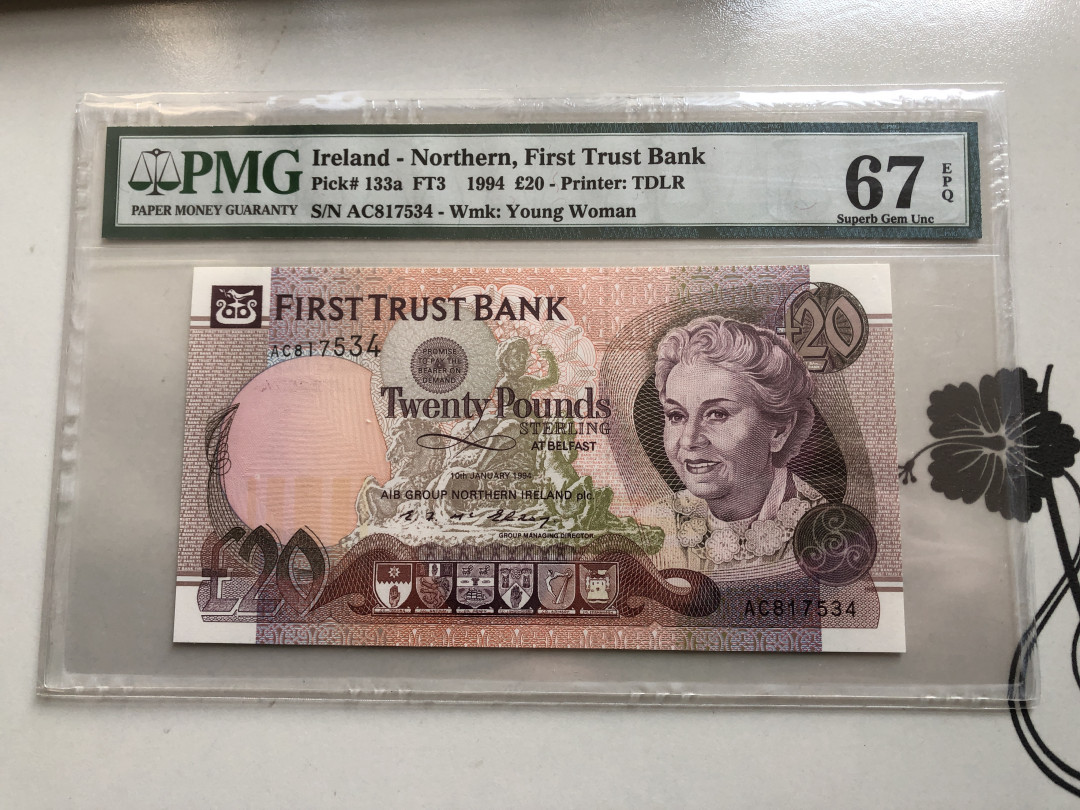 PMG
PAPER MONEY GUARANTY
Ireland - Northern, First Trust Bank
Pick# 133a FT3 1994 £20 - Printer: TDLR
S/N AC817534 - Wmk: Young Woman
67
EPQ
Superb Gem Unc
FIRST TRUST BANK
£20
AC817534
PROMISE
TO PAY THE
BEARER ON
DEMAND
Twenty Pounds
STERLING
AT BELFAST
10th JANUARY 1994
AIB GROUP NORTHERN IRELAND plc
GROUP MANAGING DIRECTOR
£20
AC817534